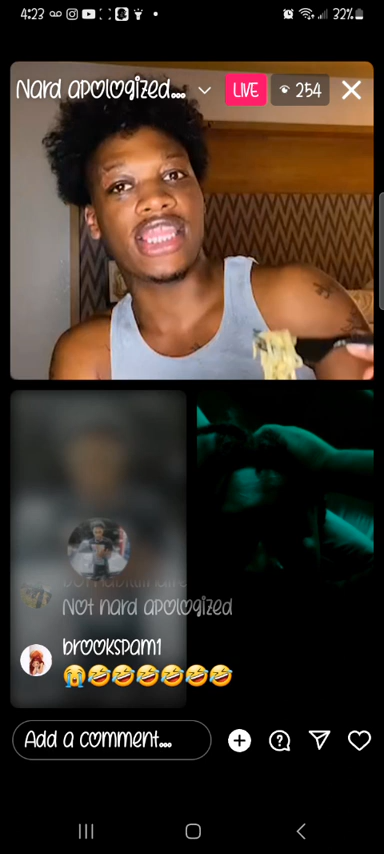 4:23
32%
Nard apologized...
LIVE
254
Not nard apologized
brookspam1
😭🤣🤣🤣🤣🤣🤣
Add a comment...